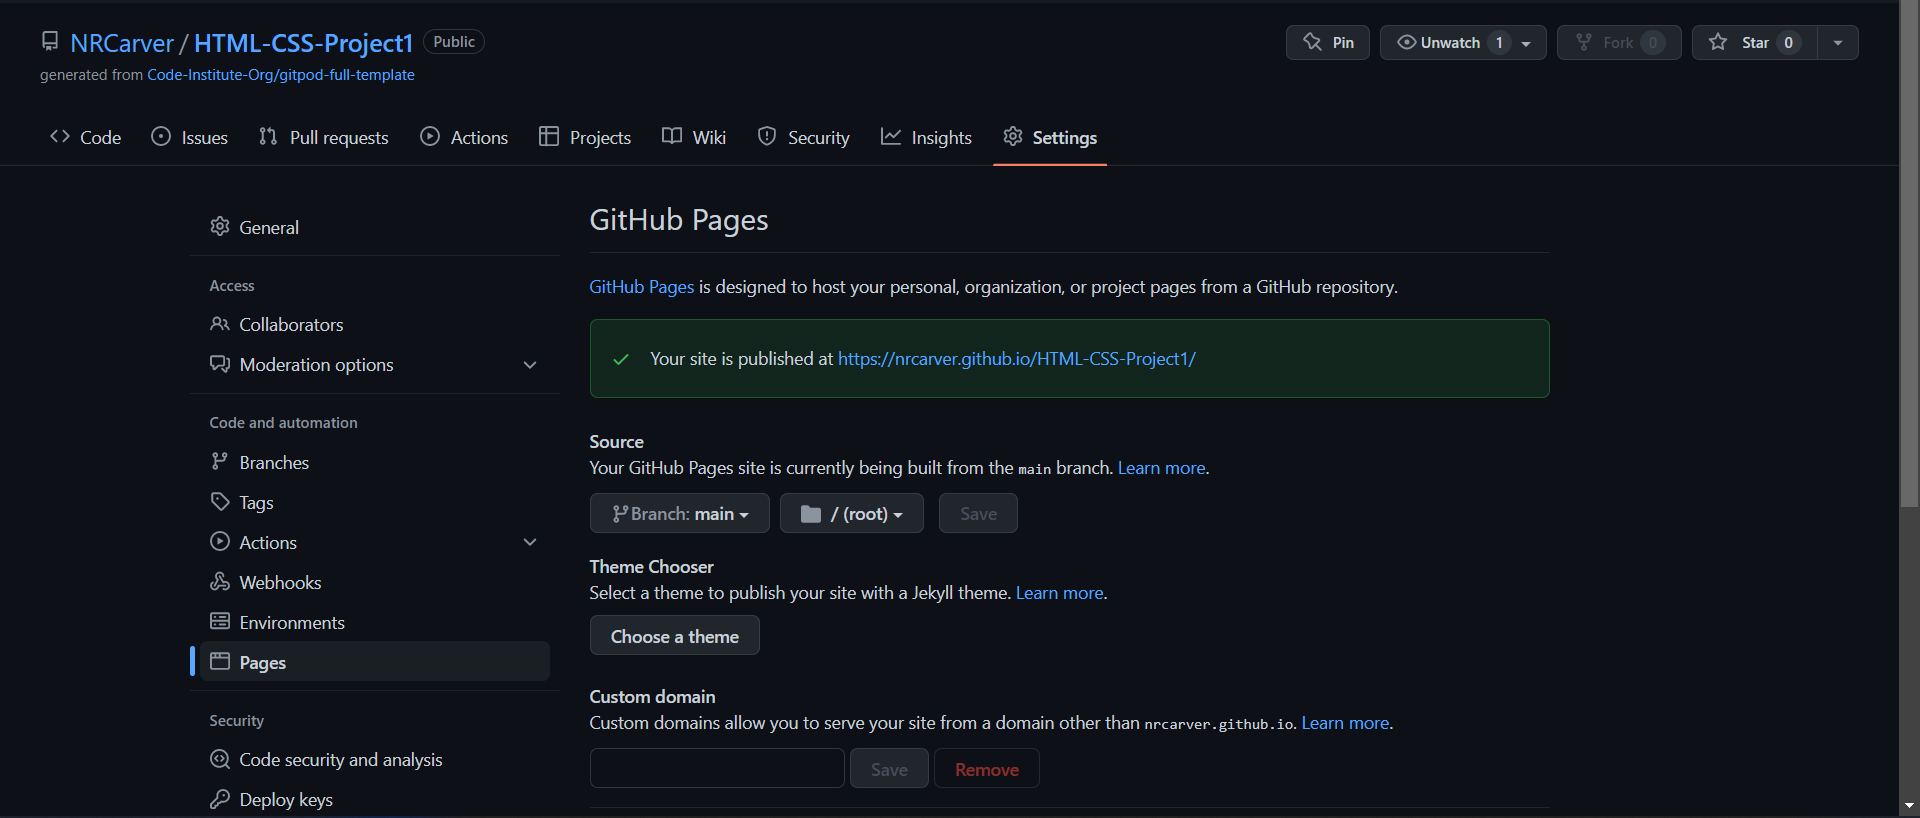 NRCarver / HTML-CSS-Project1 Public
Pin Unwatch 1 Fork 0 Star 0
generated from Code-Institute-Org/gitpod-full-template
Code Issues Pull requests Actions Projects Wiki Security Insights Settings
General
Access
Collaborators
Moderation options
Code and automation
Branches
Tags
Actions
Webhooks
Environments
Pages
Security
Code security and analysis
Deploy keys
GitHub Pages
GitHub Pages is designed to host your personal, organization, or project pages from a GitHub repository.
Your site is published at https://nrcarver.github.io/HTML-CSS-Project1/
Source
Your GitHub Pages site is currently being built from the main branch. Learn more.
Branch: main / (root) Save
Theme Chooser
Select a theme to publish your site with a Jekyll theme. Learn more.
Choose a theme
Custom domain
Custom domains allow you to serve your site from a domain other than nrcarver.github.io. Learn more.
Save Remove